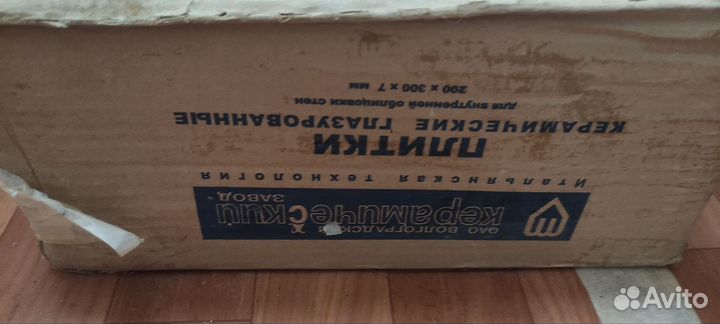 ОАО ВОЛГОГРАДСКИЙ
керамический
ЗАВОД
Итальянская технология
ПЛИТКИ
КЕРАМИЧЕСКИЕ ГЛАЗУРОВАННЫЕ
для внутренней облицовки стен
200 x 300 x 7 мм
Avito